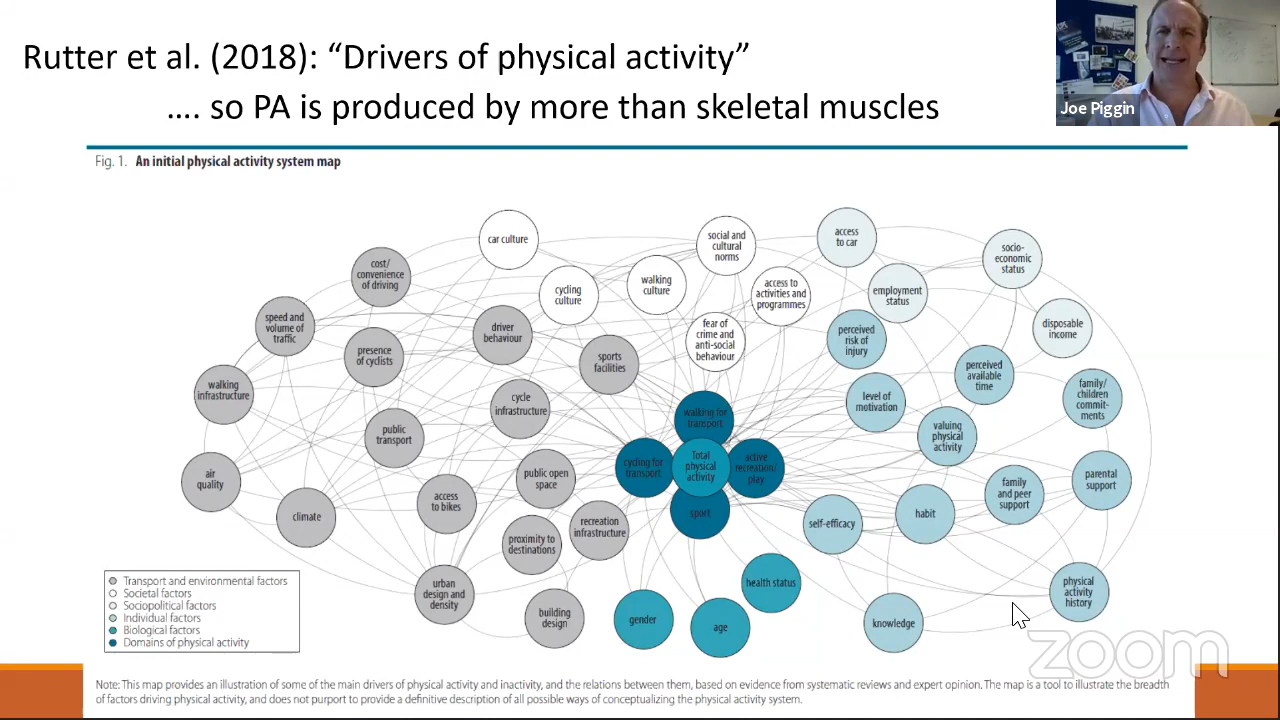 Rutter et al. (2018): “Drivers of physical activity”
.... so PA is produced by more than skeletal muscles
Joe Piggin
Fig. 1. An initial physical activity system map
car culture
social and
cultural
norms
access
to car
socio-
economic
status
cost/
convenience
of driving
cycling
culture
walking
culture
access to
activities and
programmes
employment
status
speed and
volume of
traffic
presence
of cyclists
driver
behaviour
sports
facilities
fear of
crime and
anti-social
behaviour
perceived
risk of
injury
disposable
income
perceived
available
time
walking
infrastructure
cycle
infrastructure
walking for
transport
level of
motivation
family/
children
commit-
ments
public
transport
valuing
physical
activity
air
quality
public open
space
cycling for
transport
Total
physical
activity
active
recreation/
play
family
and peer
support
parental
support
climate
access
to bikes
recreation
infrastructure
sport
self-efficacy
habit
proximity to
destinations
urban
design and
density
building
design
gender
age
health status
knowledge
physical
activity
history
Transport and environmental factors
Societal factors
Sociopolitical factors
Individual factors
Biological factors
Domains of physical activity
zoom
Note: This map provides an illustration of some of the main drivers of physical activity and inactivity, and the relations between them, based on evidence from systematic reviews and expert opinion. The map is a tool to illustrate the breadth
of factors driving physical activity, and does not purport to provide a definitive description of all possible ways of conceptualizing the physical activity system.